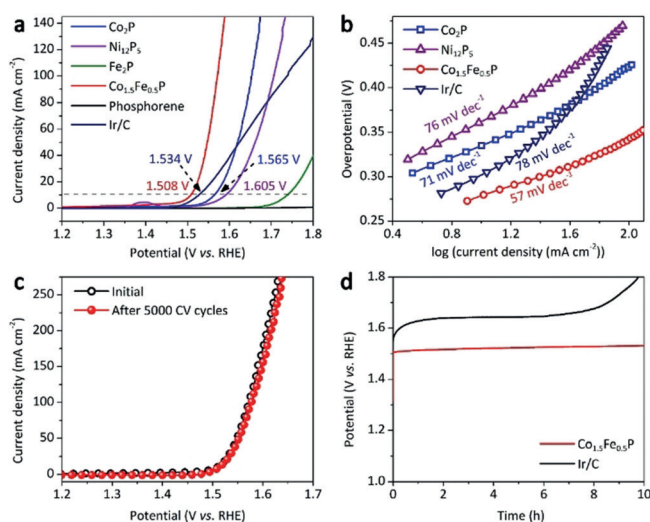 a
140
120
100
80
60
40
20
0
Current density (mA cm⁻²)
Co₂P
Ni₁₂P₅
Fe₂P
Co₁.₅Fe₀.₅P
Phosphorene
Ir/C
1.534 V
1.565 V
1.508 V
1.605 V
1.2 1.3 1.4 1.5 1.6 1.7 1.8
Potential (V vs. RHE)
b
0.45
0.40
0.35
0.30
0.25
Overpotential (V)
Co₂P
Ni₁₂P₅
Co₁.₅Fe₀.₅P
Ir/C
76 mV dec⁻¹
71 mV dec⁻¹
78 mV dec⁻¹
57 mV dec⁻¹
0.5 1.0 1.5 2.0
log (current density (mA cm⁻²))
c
250
200
150
100
50
0
Current density (mA cm⁻²)
Initial
After 5000 CV cycles
1.2 1.3 1.4 1.5 1.6 1.7
Potential (V vs. RHE)
d
1.8
1.6
1.4
1.2
1.0
Potential (V vs. RHE)
Co₁.₅Fe₀.₅P
Ir/C
0 2 4 6 8 10
Time (h)